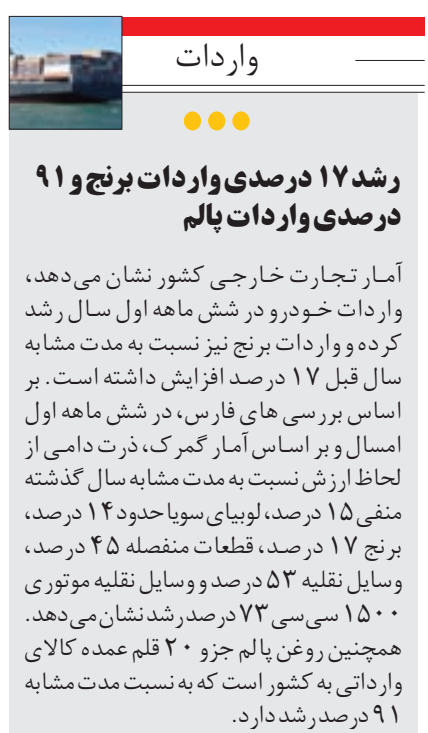 واردات
رشد ۱۷ درصدی واردات برنج و ۹۱
درصدی واردات پالم
آمار تجارت خارجی کشور نشان می‌دهد،
واردات خودرو در شش ماهه اول سال رشد
کرده و واردات برنج نیز نسبت به مدت مشابه
سال قبل ۱۷ درصد افزایش داشته است. بر
اساس بررسی های فارس، در شش ماهه اول
امسال و بر اساس آمار گمرک، ذرت دامی از
لحاظ ارزش نسبت به مدت مشابه سال گذشته
منفی ۱۵ درصد، لوبیای سویا حدود ۱۴ درصد،
برنج ۱۷ درصد، قطعات منفصله ۴۵ درصد،
وسایل نقلیه ۵۳ درصد و وسایل نقلیه موتوری
۱۵۰۰ سی سی ۷۳ درصد رشد نشان می‌دهد.
همچنین روغن پالم جزو ۲۰ قلم عمده کالای
وارداتی به کشور است که به نسبت مدت مشابه
۹۱ درصد رشد دارد.